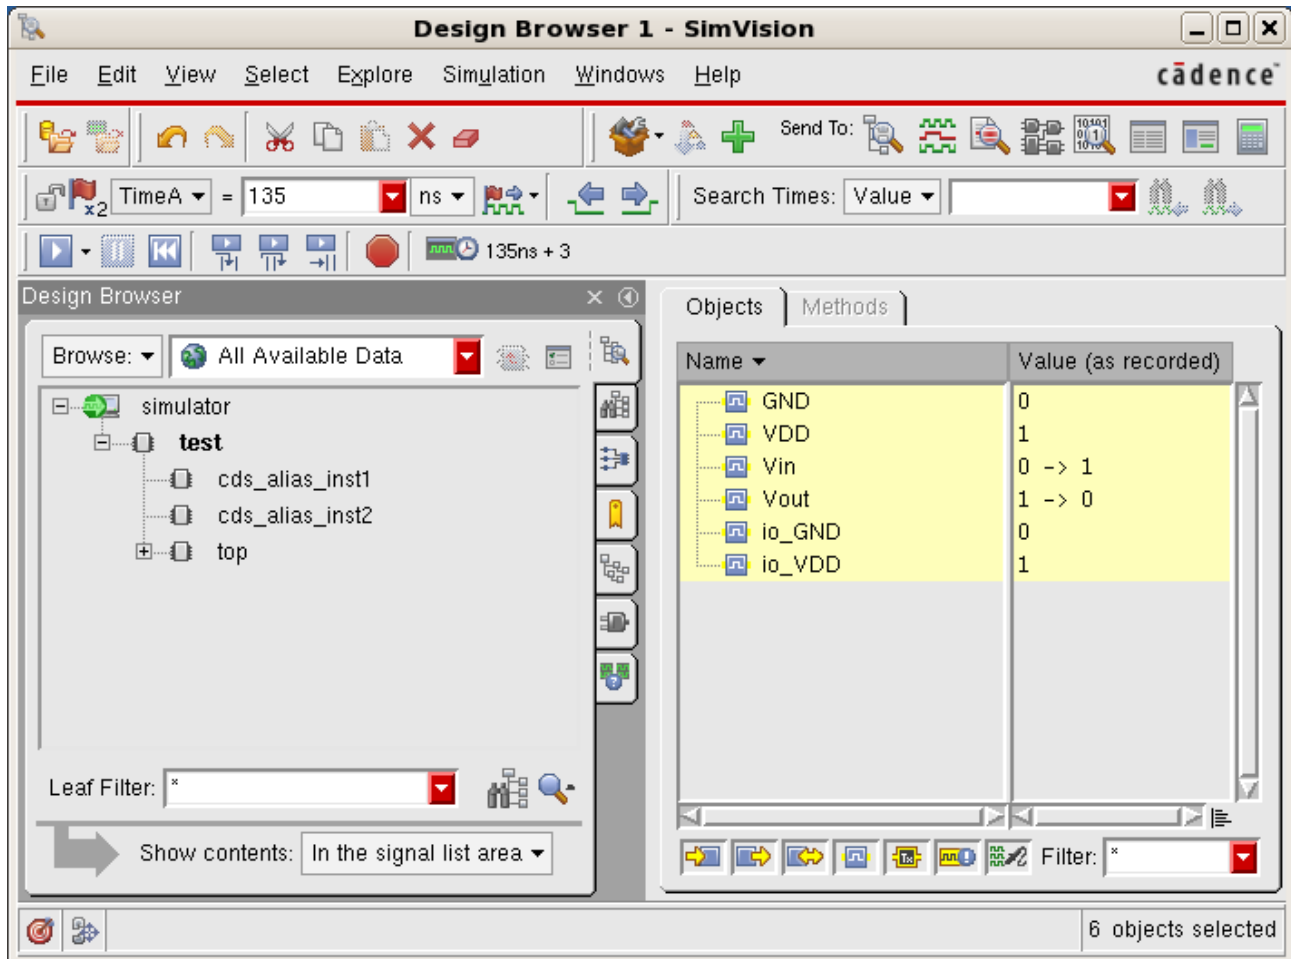 Design Browser 1 - SimVision
File Edit View Select Explore Simulation Windows Help cādence
Send To:
x2 TimeA = 135 ns Search Times: Value
135ns + 3
Design Browser
Objects Methods
Browse: All Available Data
Name Value (as recorded)
simulator
test
cds_alias_inst1
cds_alias_inst2
top
GND 0
VDD 1
Vin 0 -> 1
Vout 1 -> 0
io_GND 0
io_VDD 1
Leaf Filter: *
Show contents: In the signal list area
Filter: *
6 objects selected